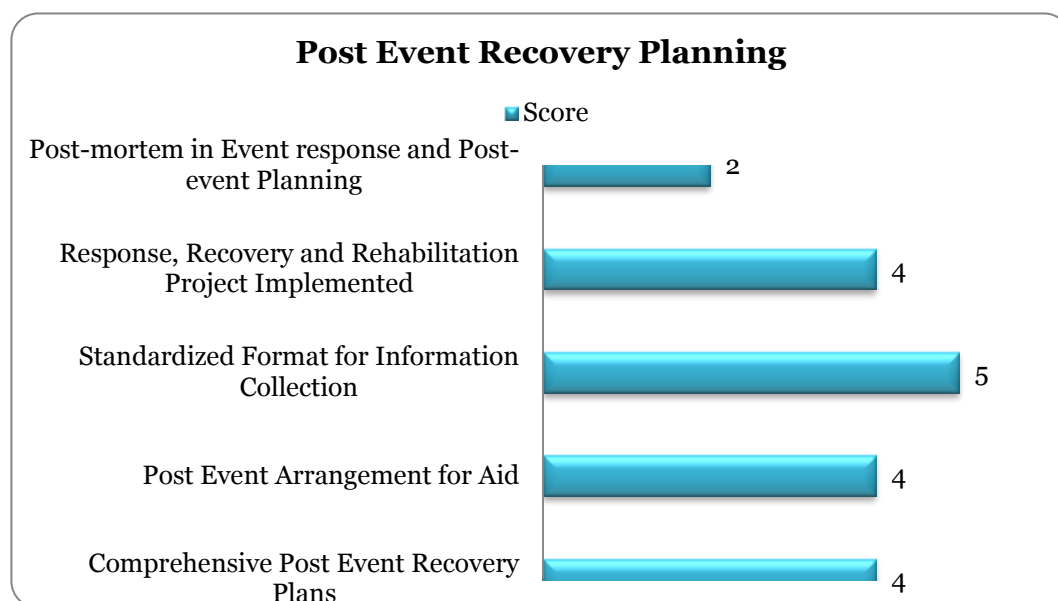 Post Event Recovery Planning
Score
Post-mortem in Event response and Post-
event Planning
2
Response, Recovery and Rehabilitation
Project Implemented
4
Standardized Format for Information
Collection
5
Post Event Arrangement for Aid
4
Comprehensive Post Event Recovery
Plans
4